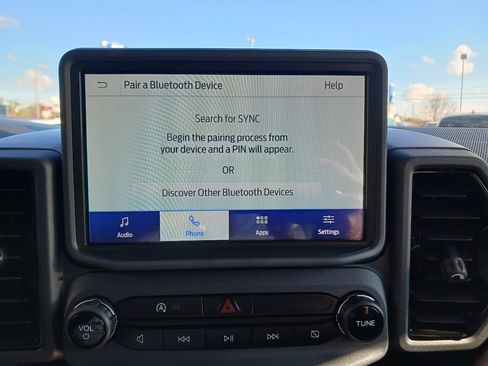 Pair a Bluetooth Device
Help
Search for SYNC
Begin the pairing process from
your device and a PIN will appear.
OR
Discover Other Bluetooth Devices
Audio
Phone
Apps
Settings
VOL
TUNE